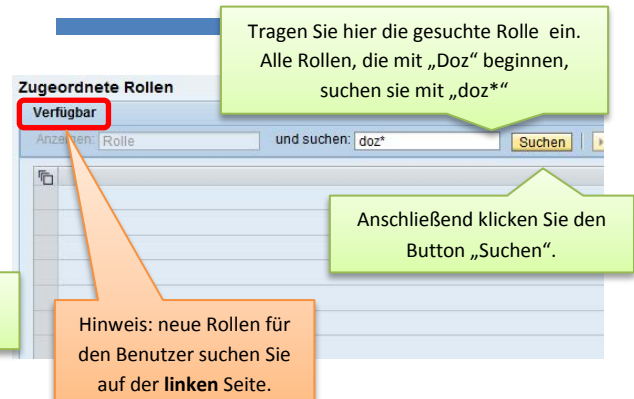 Tragen Sie hier die gesuchte Rolle ein.
Alle Rollen, die mit „Doz“ beginnen,
suchen sie mit „doz*“
Zugeordnete Rollen
Verfügbar
Anzeigen: Rolle und suchen: doz* Suchen
Anschließend klicken Sie den
Button „Suchen“.
Hinweis: neue Rollen für
den Benutzer suchen Sie
auf der linken Seite.